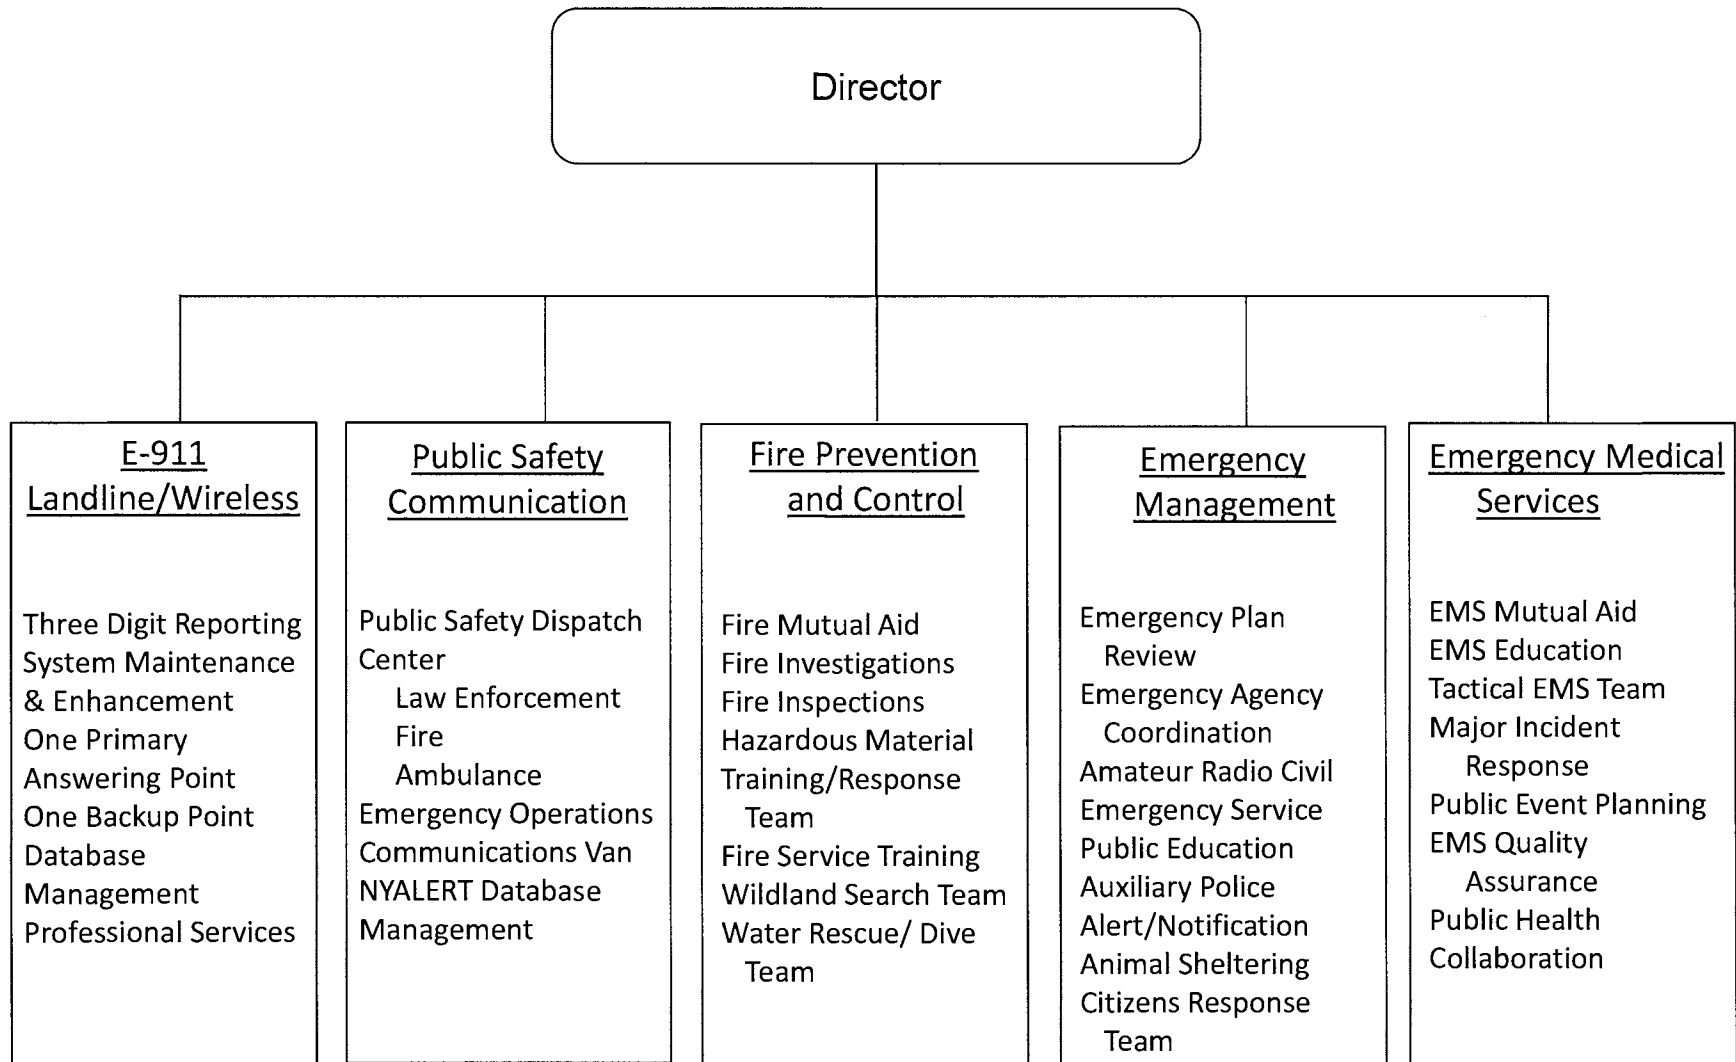 Director
E-911
Landline/Wireless
Three Digit Reporting
System Maintenance
& Enhancement
One Primary
Answering Point
One Backup Point
Database
Management
Professional Services
Public Safety
Communication
Public Safety Dispatch
Center
Law Enforcement
Fire
Ambulance
Emergency Operations
Communications Van
NYALERT Database
Management
Fire Prevention
and Control
Fire Mutual Aid
Fire Investigations
Fire Inspections
Hazardous Material
Training/Response
Team
Fire Service Training
Wildland Search Team
Water Rescue/ Dive
Team
Emergency
Management
Emergency Plan
Review
Emergency Agency
Coordination
Amateur Radio Civil
Emergency Service
Public Education
Auxiliary Police
Alert/Notification
Animal Sheltering
Citizens Response
Team
Emergency Medical
Services
EMS Mutual Aid
EMS Education
Tactical EMS Team
Major Incident
Response
Public Event Planning
EMS Quality
Assurance
Public Health
Collaboration